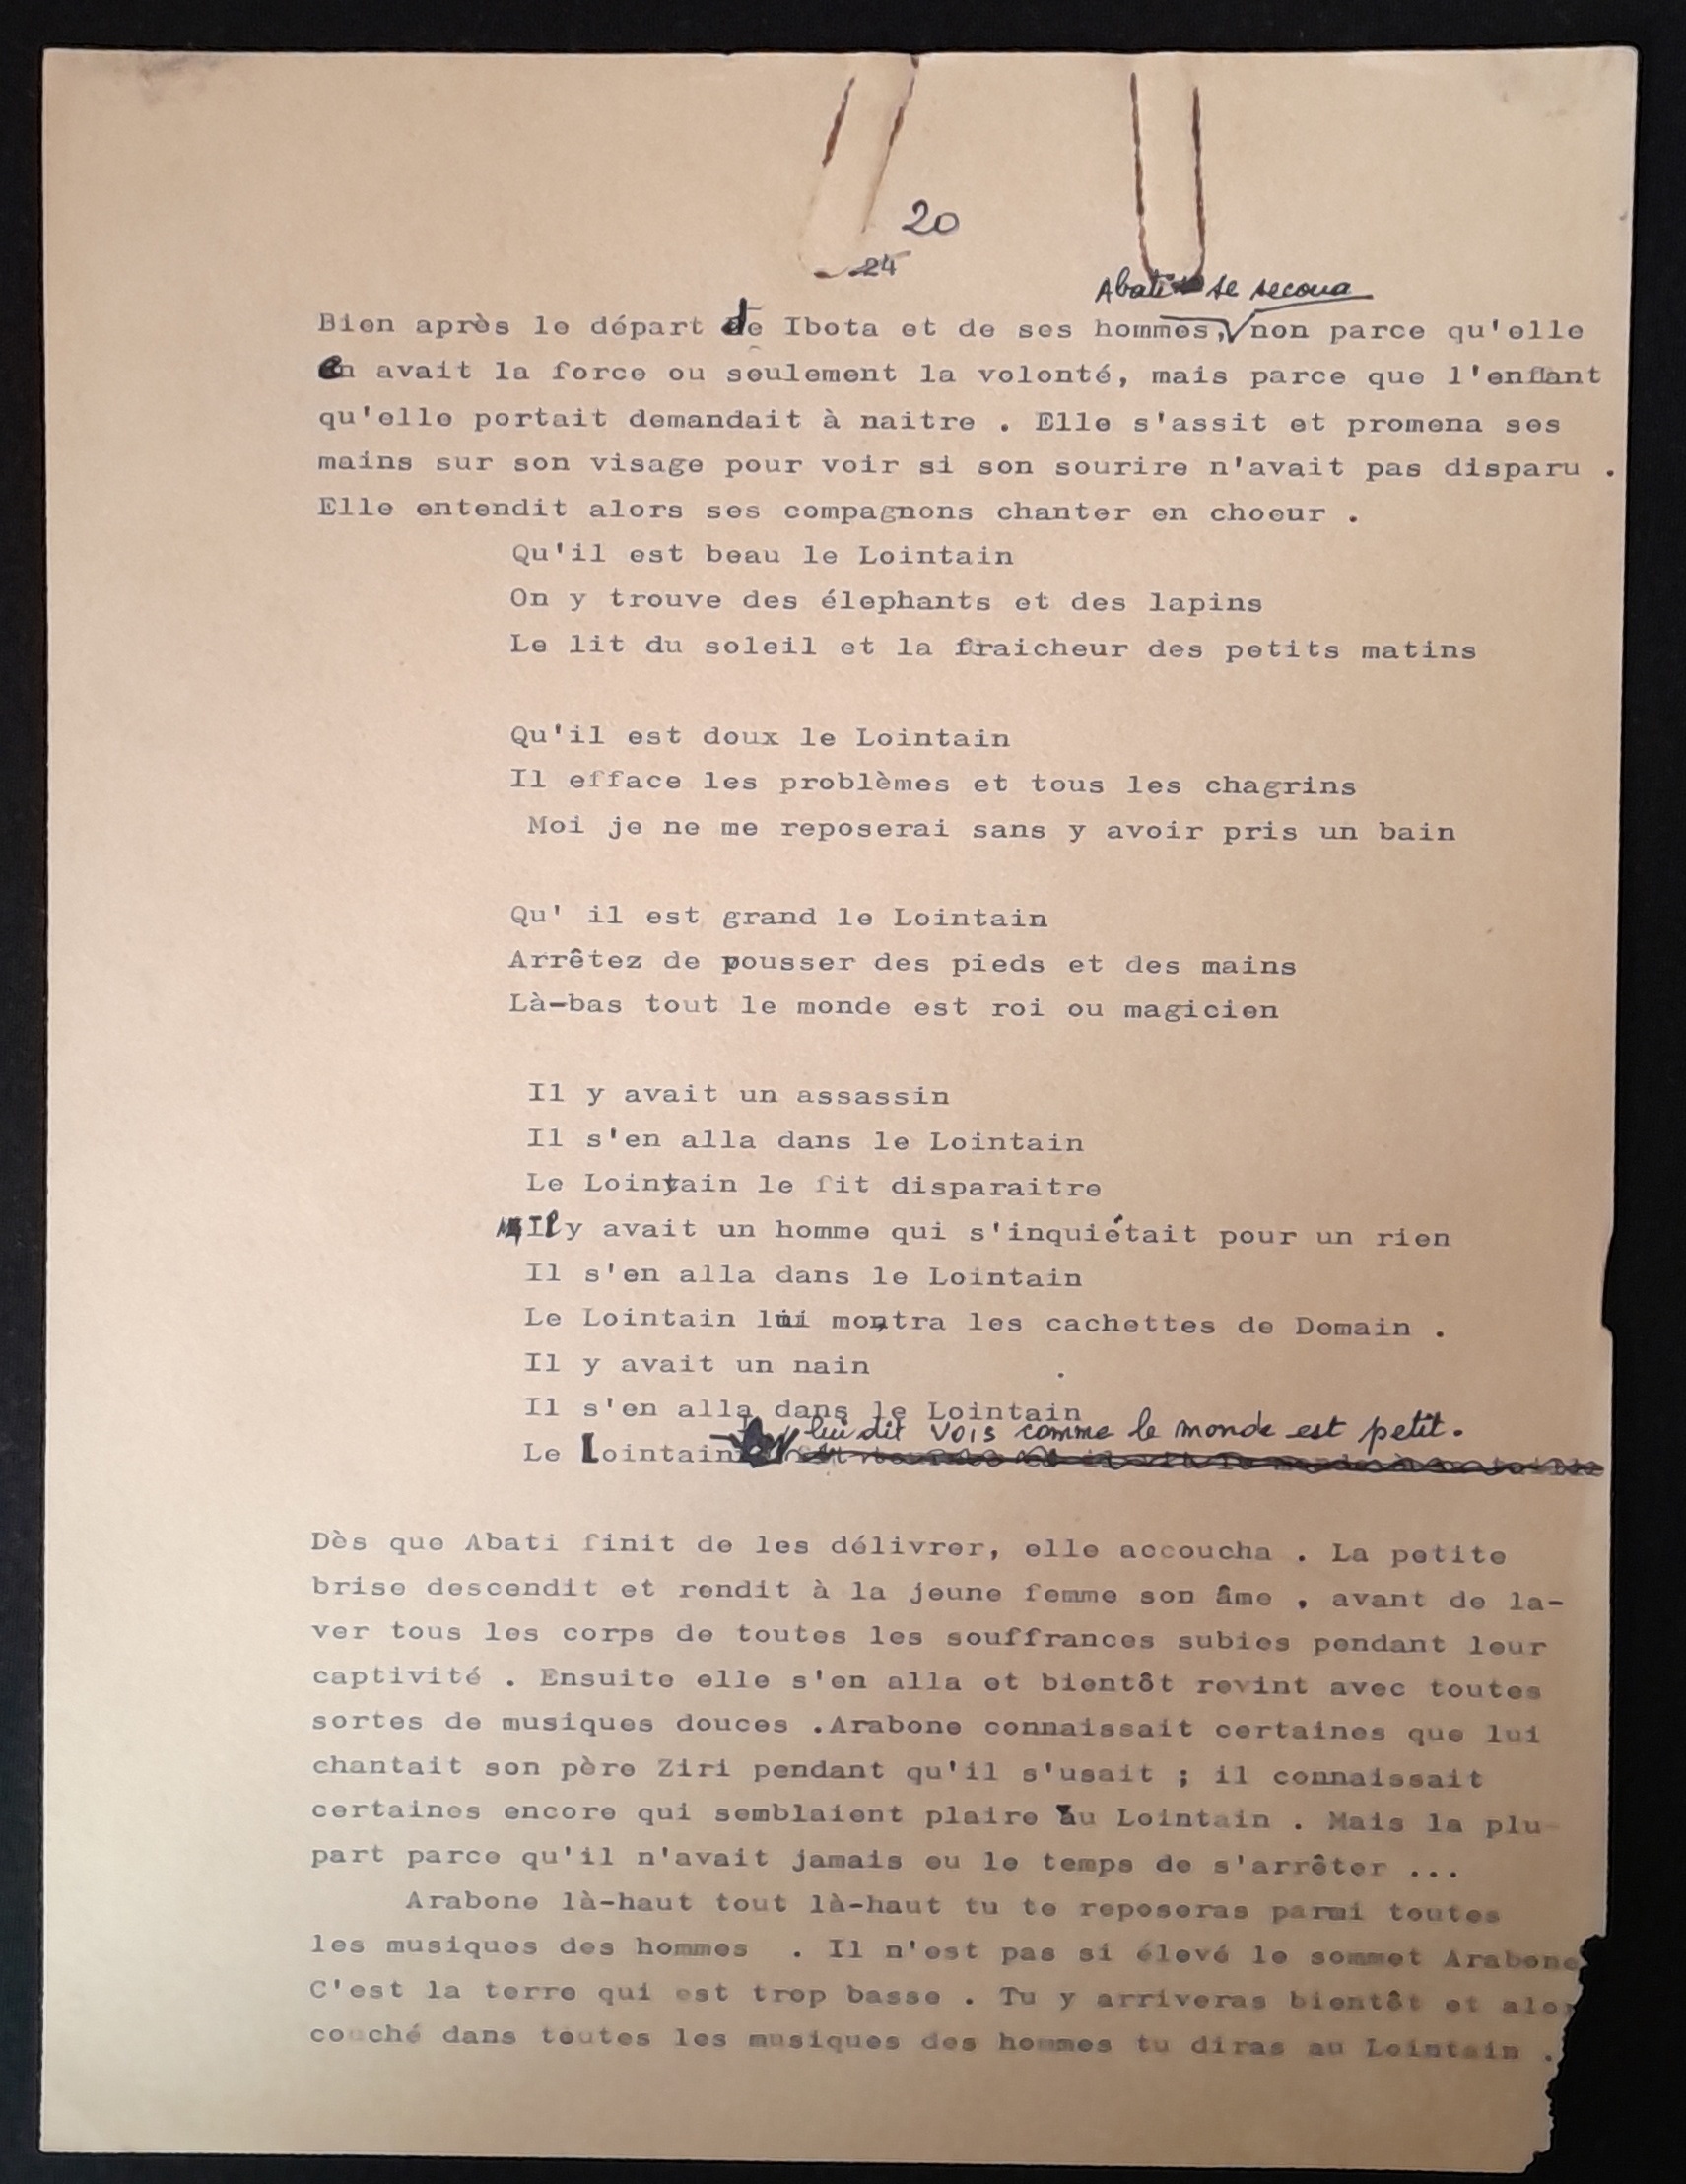 20
24
Abati se secoua
Bien après le départ de Ibota et de ses hommes, non parce qu'elle
en avait la force ou seulement la volonté, mais parce que l'enfant
qu'elle portait demandait à naitre . Elle s'assit et promena ses
mains sur son visage pour voir si son sourire n'avait pas disparu .
Elle entendit alors ses compagnons chanter en choeur .
Qu'il est beau le Lointain
On y trouve des élephants et des lapins
Le lit du soleil et la fraicheur des petits matins
Qu'il est doux le Lointain
Il efface les problèmes et tous les chagrins
Moi je ne me reposerai sans y avoir pris un bain
Qu' il est grand le Lointain
Arrêtez de pousser des pieds et des mains
Là-bas tout le monde est roi ou magicien
Il y avait un assassin
Il s'en alla dans le Lointain
Le Lointain le fit disparaitre
Il y avait un homme qui s'inquiétait pour un rien
Il s'en alla dans le Lointain
Le Lointain lui montra les cachettes de Demain .
Il y avait un nain
Il s'en alla dans le Lointain
lui dit Vois comme le monde est petit.
Le Lointain
Dès que Abati finit de les délivrer, elle accoucha . La petite
brise descendit et rendit à la jeune femme son âme , avant de la-
ver tous les corps de toutes les souffrances subies pendant leur
captivité . Ensuite elle s'en alla et bientôt revint avec toutes
sortes de musiques douces .Arabone connaissait certaines que lui
chantait son père Ziri pendant qu'il s'usait ; il connaissait
certaines encore qui semblaient plaire au Lointain . Mais la plu-
part parce qu'il n'avait jamais eu le temps de s'arrêter ...
Arabone là-haut tout là-haut tu te reposeras parmi toutes
les musiques des hommes . Il n'est pas si élevé le sommet Arabone
C'est la terre qui est trop basse . Tu y arriveras bientôt et alor
couché dans toutes les musiques des hommes tu diras au Lointain .